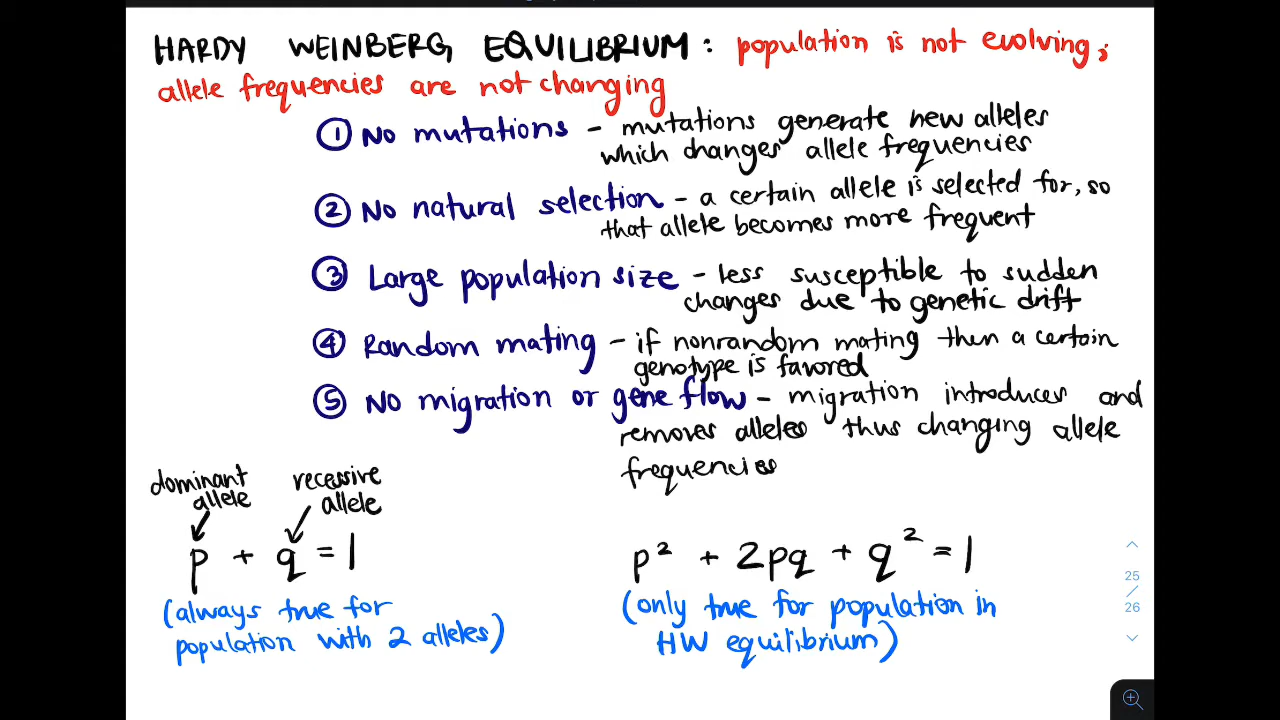 HARDY WEINBERG EQUILIBRIUM: population is not evolving;
allele frequencies are not changing
① No mutations - mutations generate new alleles
which changes allele frequencies
② No natural selection - a certain allele is selected for, so
that allele becomes more frequent
③ Large population size - less susceptible to sudden
changes due to genetic drift
④ Random mating - if nonrandom mating then a certain
genotype is favored
⑤ No migration or gene flow - migration introduces and
removes alleles thus changing allele
frequencies
dominant allele
recessive allele
p + q = 1
(always true for
population with 2 alleles)
p² + 2pq + q² = 1
(only true for population in
HW equilibrium)
25
/
26